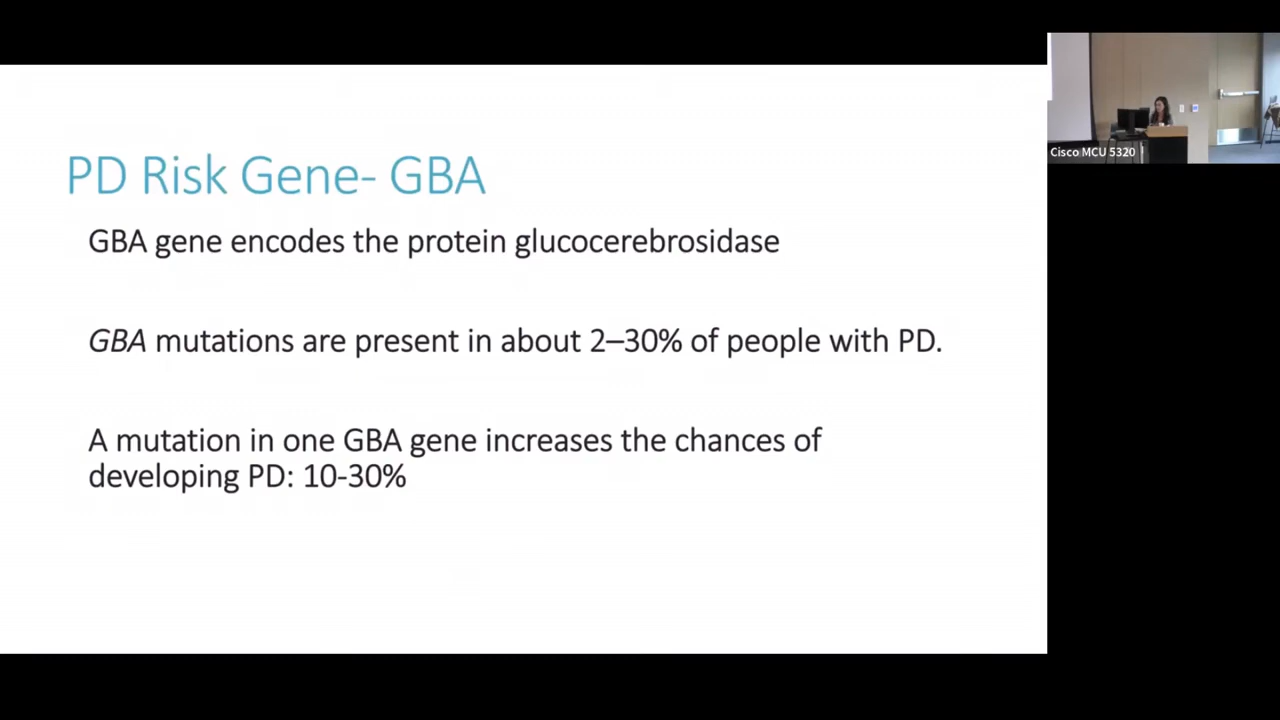 PD Risk Gene- GBA
GBA gene encodes the protein glucocerebrosidase
GBA mutations are present in about 2–30% of people with PD.
A mutation in one GBA gene increases the chances of
developing PD: 10-30%
Cisco MCU 5320